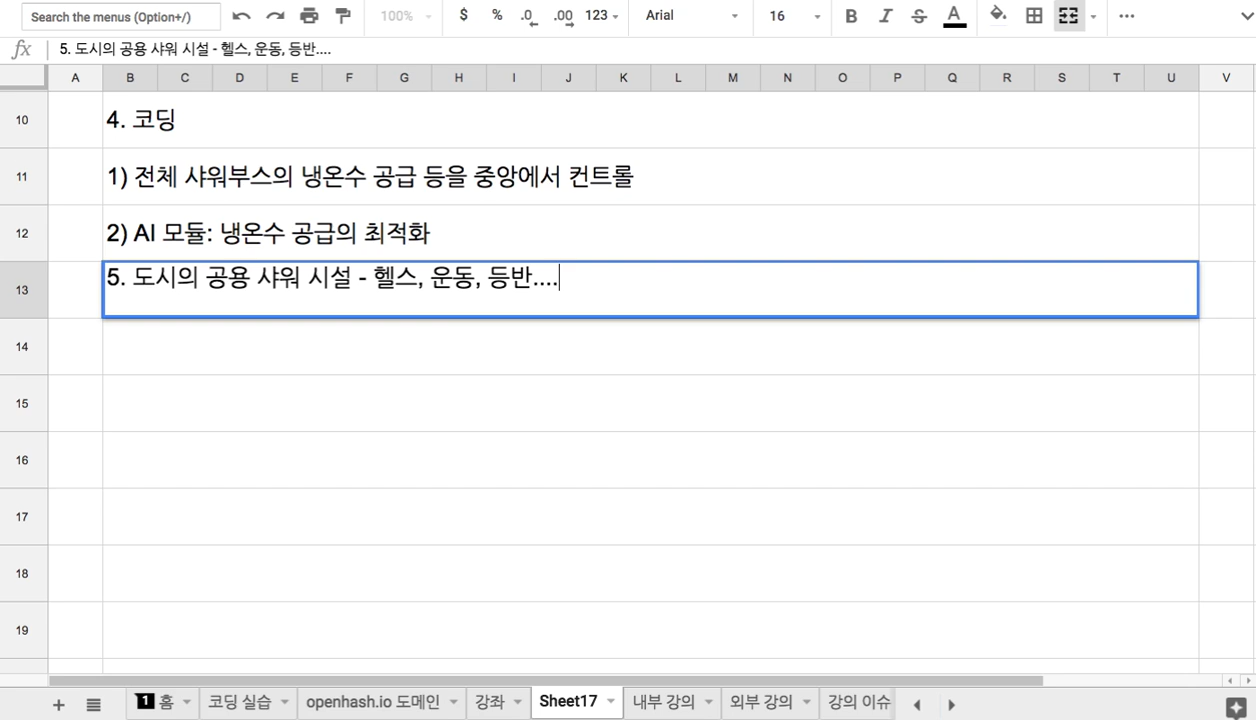 Search the menus (Option+/) 100% $ % .0 .00 123 Arial 16 B I S A ...
fx 5. 도시의 공용 샤워 시설 - 헬스, 운동, 등반....
A B C D E F G H I J K L M N O P Q R S T U V
10 4. 코딩
11 1) 전체 샤워부스의 냉온수 공급 등을 중앙에서 컨트롤
12 2) AI 모듈: 냉온수 공급의 최적화
13 5. 도시의 공용 샤워 시설 - 헬스, 운동, 등반....
14
15
16
17
18
19
+ 1 홈 코딩 실습 openhash.io 도메인 강좌 Sheet17 내부 강의 외부 강의 강의 이슈